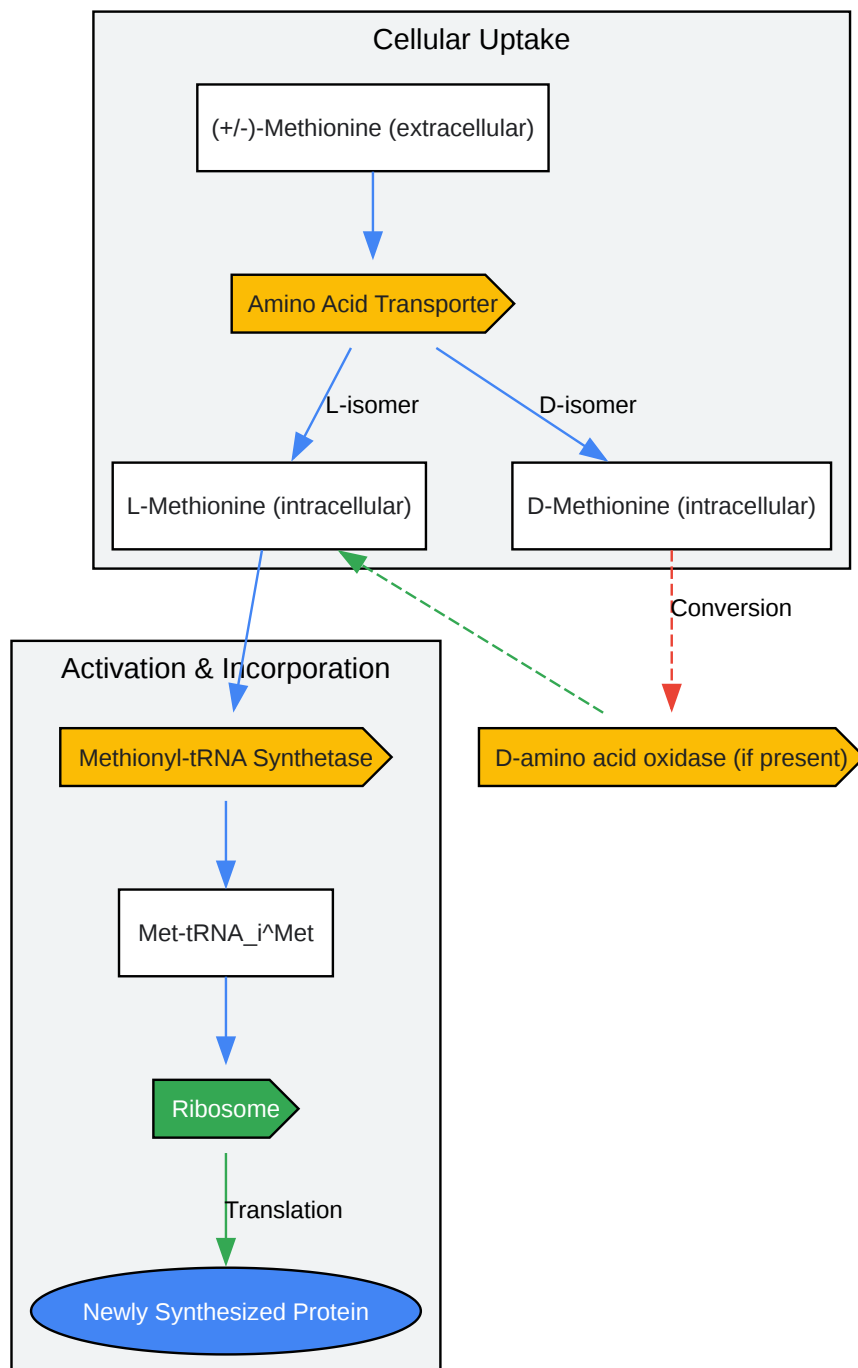 Cellular Uptake
(+/-)-Methionine (extracellular)
Amino Acid Transporter
L-isomer
D-isomer
L-Methionine (intracellular)
D-Methionine (intracellular)
Conversion
Activation & Incorporation
Methionyl-tRNA Synthetase
D-amino acid oxidase (if present)
Met-tRNA_i^Met
Ribosome
Translation
Newly Synthesized Protein